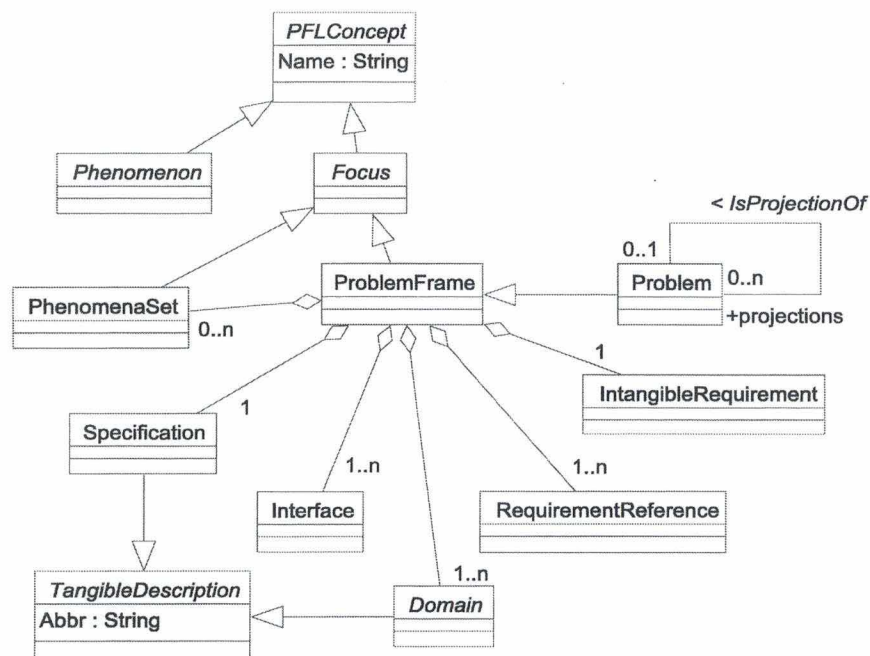 PFLConcept
Name : String
Phenomenon
Focus
< IsProjectionOf
0..1
ProblemFrame
Problem
0..n
PhenomenaSet
0..n
+projections
1
IntangibleRequirement
1
Specification
1..n
1..n
Interface
RequirementReference
1..n
TangibleDescription
Domain
Abbr : String